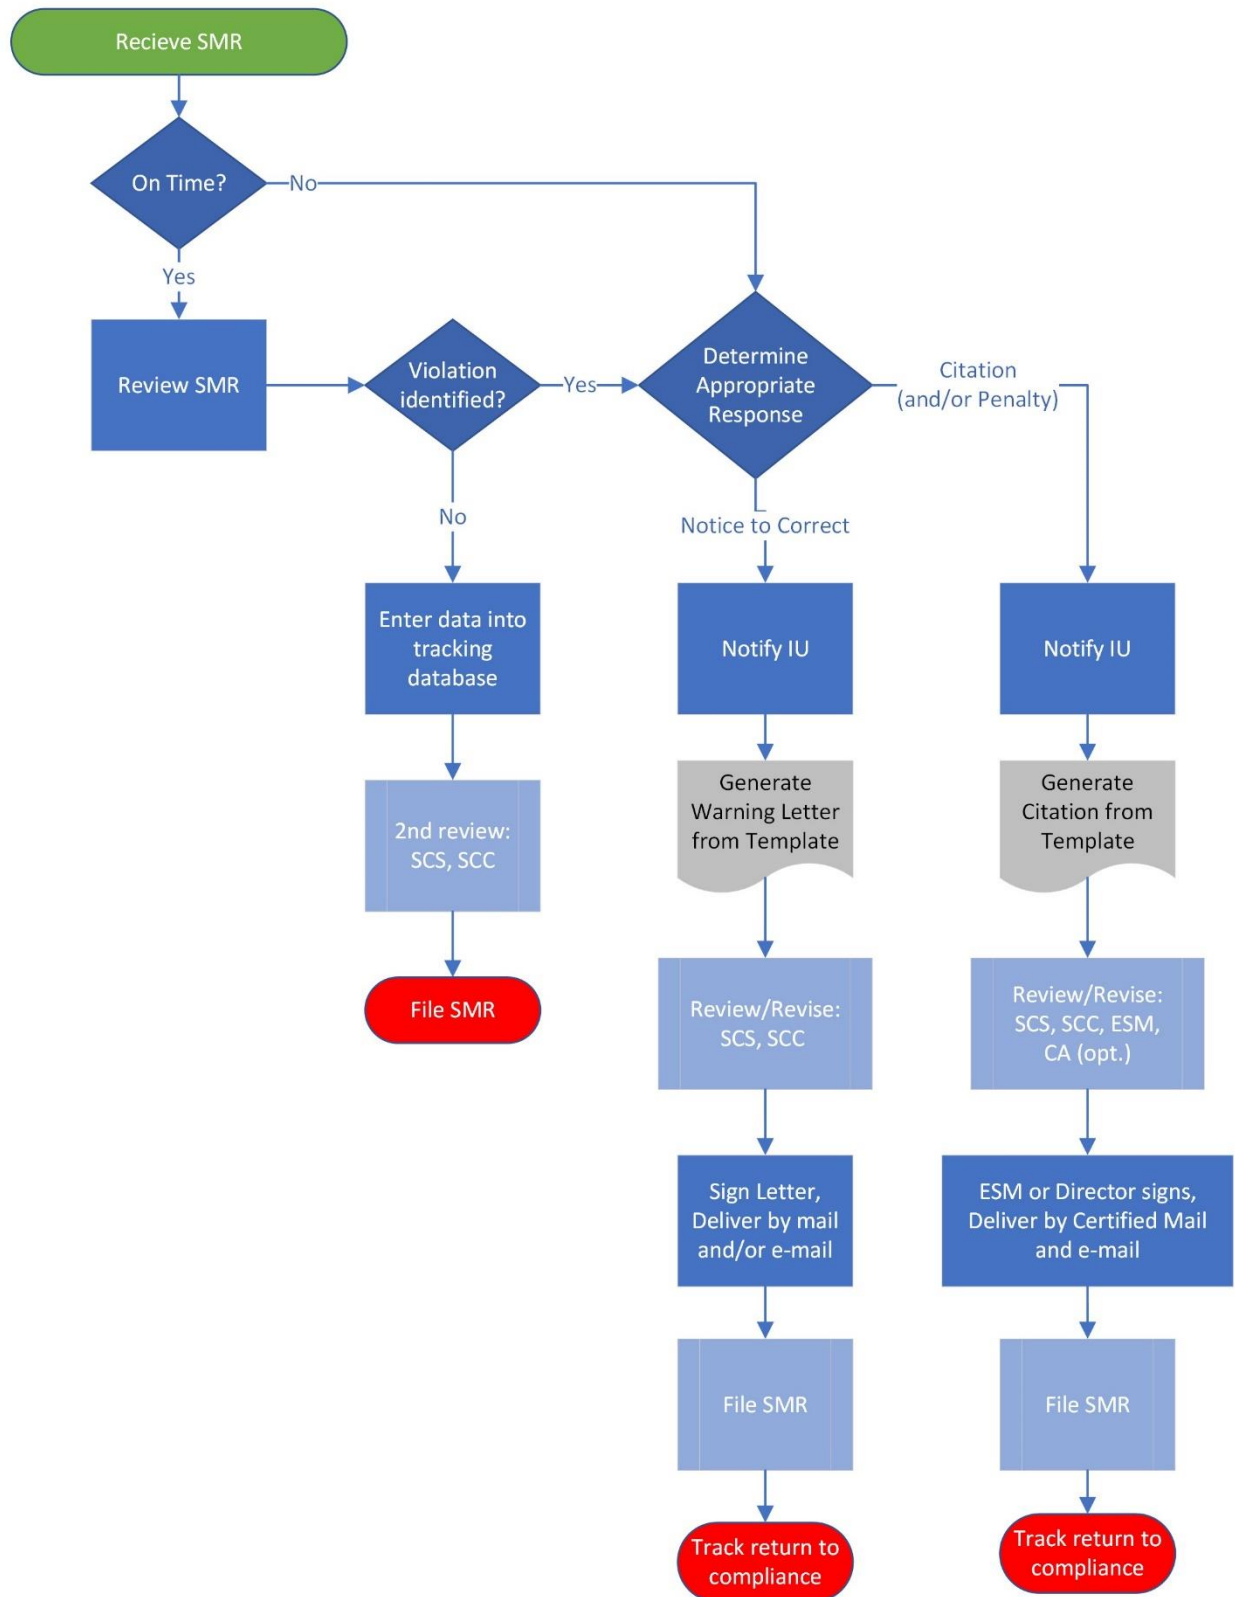 Recieve SMR
On Time?
No
Yes
Review SMR
Violation
identified?
Yes
Determine
Appropriate
Response
Citation
(and/or Penalty)
No
Notice to Correct
Enter data into
tracking
database
Notify IU
Notify IU
2nd review:
SCS, SCC
Generate
Warning Letter
from Template
Generate
Citation from
Template
File SMR
Review/Revise:
SCS, SCC
Review/Revise:
SCS, SCC, ESM,
CA (opt.)
Sign Letter,
Deliver by mail
and/or e-mail
ESM or Director signs,
Deliver by Certified Mail
and e-mail
File SMR
File SMR
Track return to
compliance
Track return to
compliance